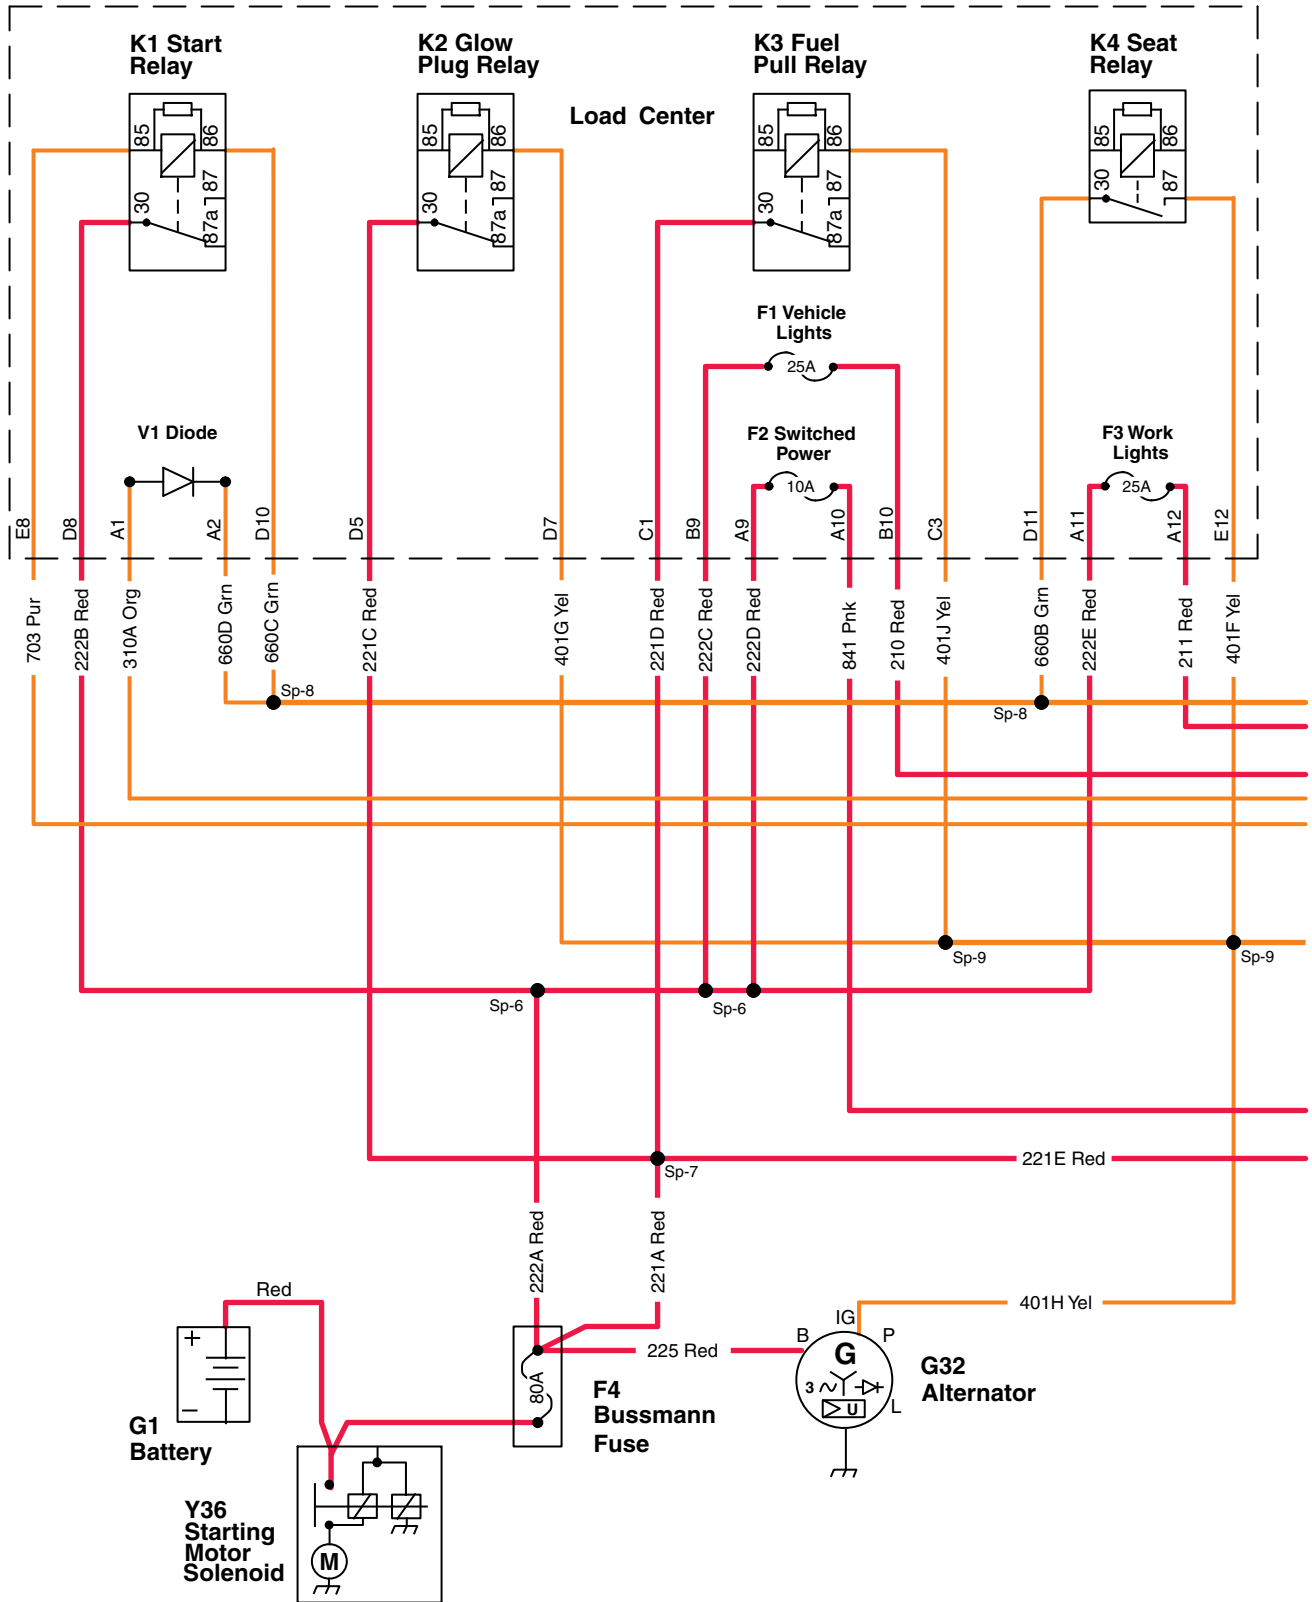 K1 Start
Relay
K2 Glow
Plug Relay
K3 Fuel
Pull Relay
K4 Seat
Relay
Load Center
85
86
30
87
87a
85
86
30
87
87a
85
86
30
87
87a
85
86
30
87
F1 Vehicle
Lights
25A
V1 Diode
F2 Switched
Power
10A
F3 Work
Lights
25A
E8
D8
A1
A2
D10
D5
D7
C1
B9
A9
A10
B10
C3
D11
A11
A12
E12
703 Pur
222B Red
310A Org
660D Grn
660C Grn
221C Red
401G Yel
221D Red
222C Red
222D Red
841 Pnk
210 Red
401J Yel
660B Grn
222E Red
211 Red
401F Yel
Sp-8
Sp-8
Sp-9
Sp-9
Sp-6
Sp-6
221E Red
Sp-7
222A Red
221A Red
Red
401H Yel
IG
B
P
225 Red
G
3
U
L
G32
Alternator
+
−
G1
Battery
80A
F4
Bussmann
Fuse
Y36
Starting
Motor
Solenoid
M